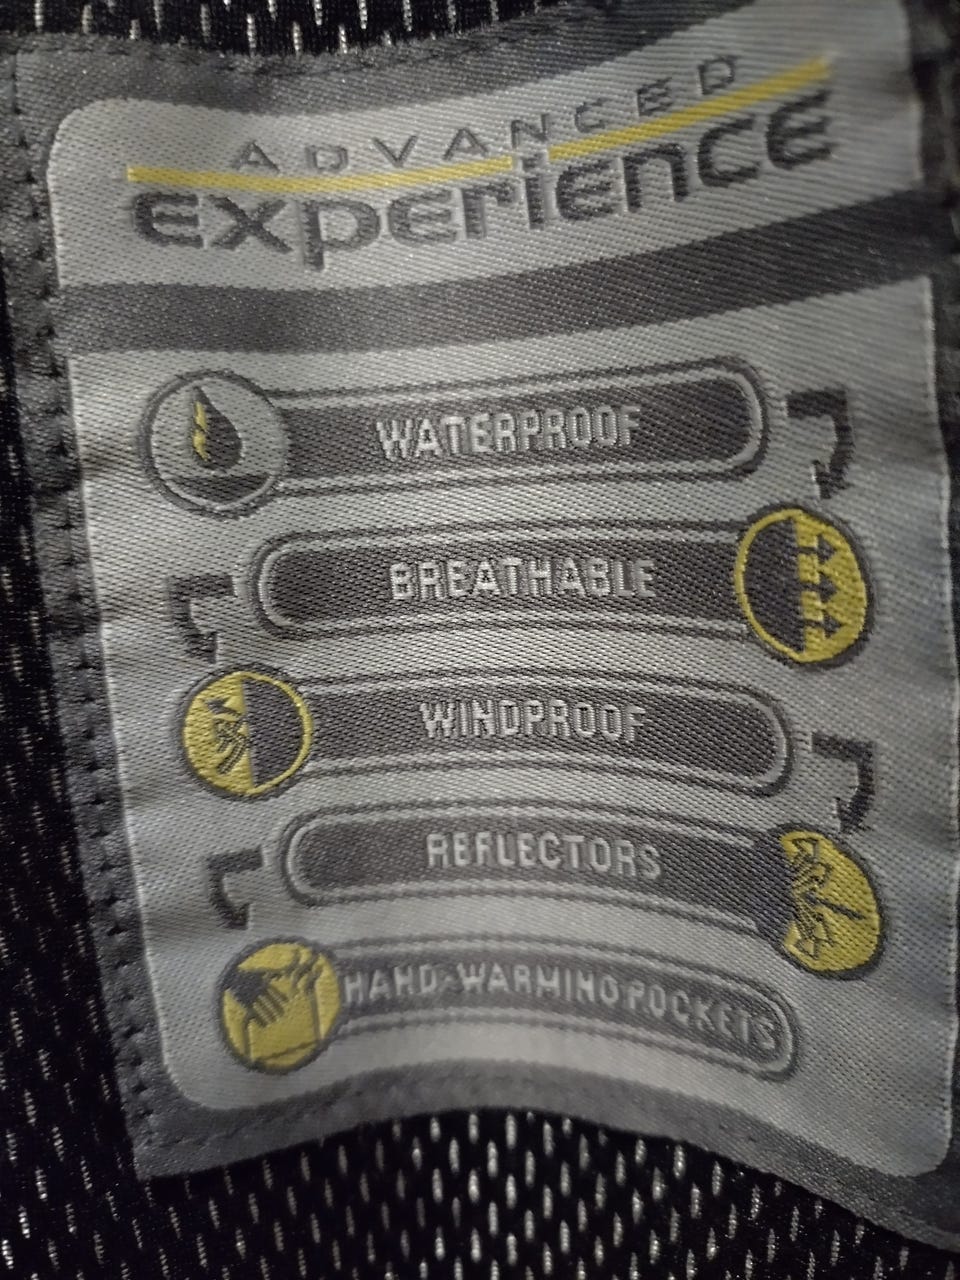 ADVANCED
experience
WATERPROOF
BREATHABLE
WINDPROOF
REFLECTORS
HAND-WARMING POCKETS